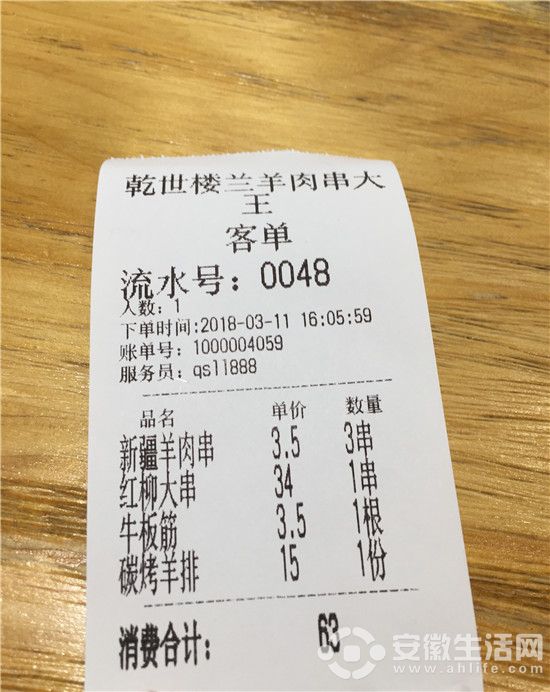 乾世楼兰羊肉串大
王
客单
流水号：0048
人数：1
下单时间:2018-03-11 16:05:59
账单号：1000004059
服务员：qsll888
品名 单价 数量
新疆羊肉串 3.5 3串
红柳大串 34 1串
牛板筋 3.5 1根
碳烤羊排 15 1份
消费合计： 63
安徽生活网
www.ahlife.com